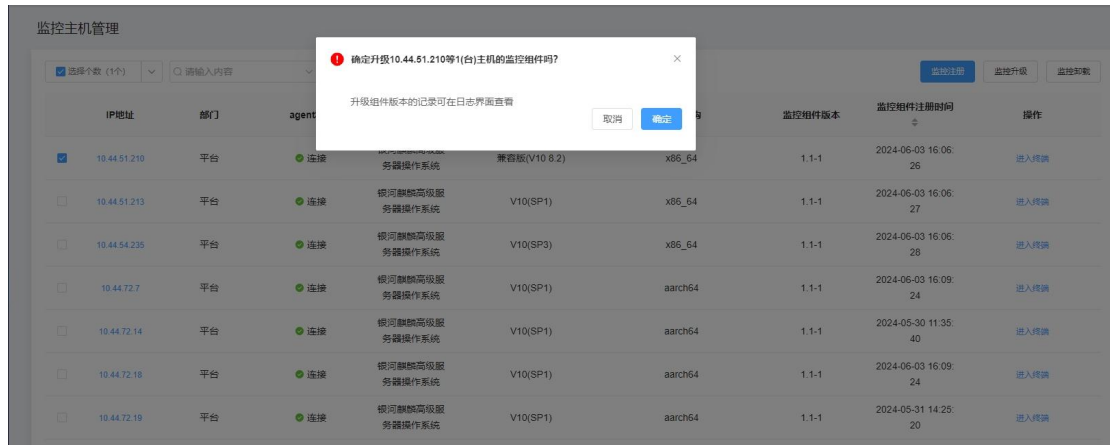 监控主机管理
确定升级10.44.51.210等1(台)主机的监控组件吗?
升级组件版本的记录可在日志界面查看
取消 确定
选择个数 (1个) 请输入内容 监控注册 监控升级 监控卸载
IP地址 部门 agent 监控组件版本 监控组件注册时间 操作
10.44.51.210 平台 连接 银河麒麟高级服务器操作系统 兼容版(V10 8.2) x86_64 1.1-1 2024-06-03 16:06:26 进入终端
10.44.51.213 平台 连接 银河麒麟高级服务器操作系统 V10(SP1) x86_64 1.1-1 2024-06-03 16:06:27 进入终端
10.44.54.235 平台 连接 银河麒麟高级服务器操作系统 V10(SP3) x86_64 1.1-1 2024-06-03 16:06:28 进入终端
10.44.72.7 平台 连接 银河麒麟高级服务器操作系统 V10(SP1) aarch64 1.1-1 2024-06-03 16:09:24 进入终端
10.44.72.14 平台 连接 银河麒麟高级服务器操作系统 V10(SP1) aarch64 1.1-1 2024-05-30 11:35:40 进入终端
10.44.72.18 平台 连接 银河麒麟高级服务器操作系统 V10(SP1) aarch64 1.1-1 2024-06-03 16:09:24 进入终端
10.44.72.19 平台 连接 银河麒麟高级服务器操作系统 V10(SP1) aarch64 1.1-1 2024-05-31 14:25:20 进入终端